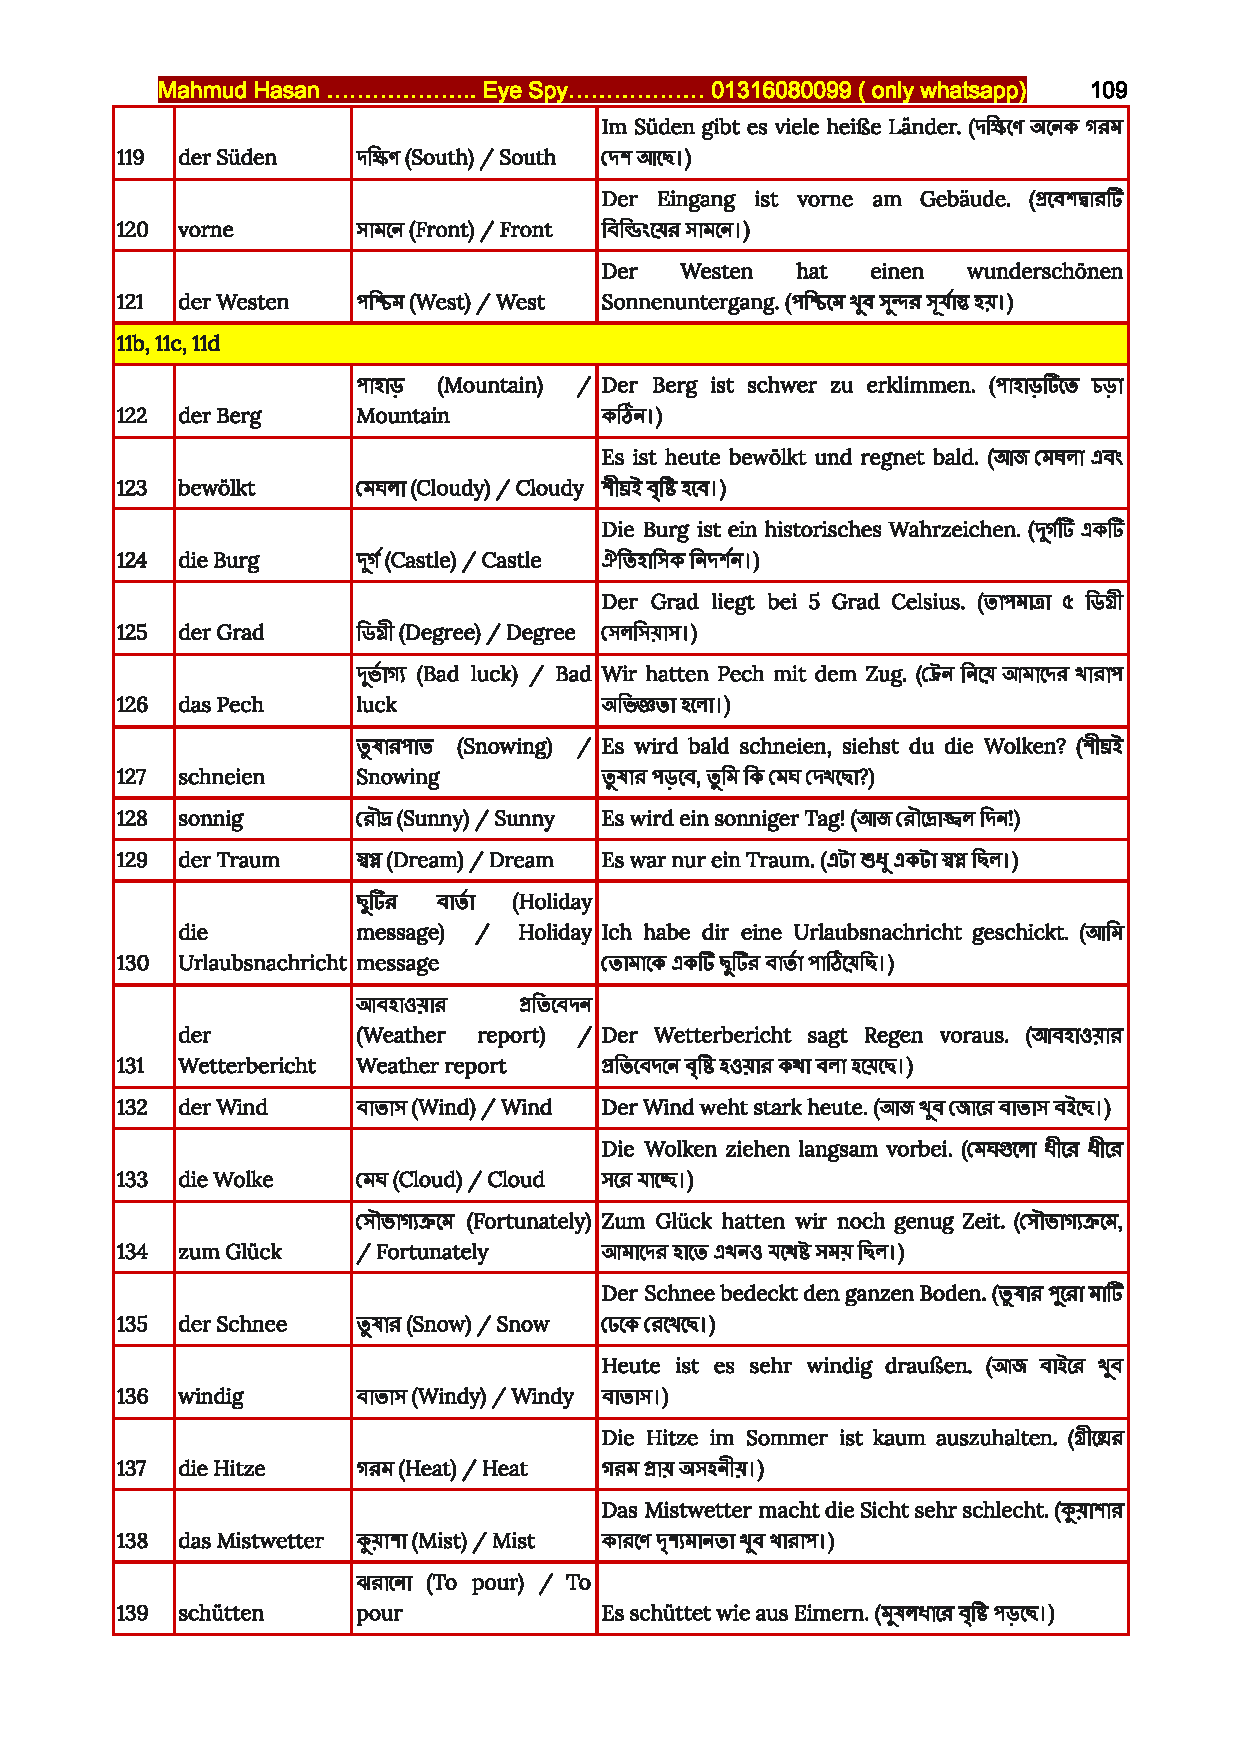 Mahmud Hasan ……………….. Eye Spy……………… 01316080099 ( only whatsapp) 109
Im Süden gibt es viele heiße Länder. (দক্ষিণে অনেক গরম
119 der Süden দক্ষিণ (South) / South দেশ আছে।)
Der Eingang ist vorne am Gebäude. (প্রবেশদ্বারটি
120 vorne সামনে (Front) / Front বিল্ডিংয়ের সামনে।)
Der Westen hat einen wunderschönen
121 der Westen পশ্চিম (West) / West Sonnenuntergang. (পশ্চিমে খুব সুন্দর সূর্যাস্ত হয়।)
11b, 11c, 11d
পাহাড় (Mountain) / Der Berg ist schwer zu erklimmen. (পাহাড়টিতে চড়া
122 der Berg Mountain কঠিন।)
Es ist heute bewölkt und regnet bald. (আজ মেঘলা এবং
123 bewölkt মেঘলা (Cloudy) / Cloudy শীঘ্রই বৃষ্টি হবে।)
Die Burg ist ein historisches Wahrzeichen. (দুর্গটি একটি
124 die Burg দুর্গ (Castle) / Castle ঐতিহাসিক নিদর্শন।)
Der Grad liegt bei 5 Grad Celsius. (তাপমাত্রা ৫ ডিগ্রী
125 der Grad ডিগ্রী (Degree) / Degree সেলসিয়াস।)
দুর্ভাগ্য (Bad luck) / Bad Wir hatten Pech mit dem Zug. (ট্রেন নিয়ে আমাদের খারাপ
126 das Pech luck অভিজ্ঞতা হলো।)
তুষারপাত (Snowing) / Es wird bald schneien, siehst du die Wolken? (শীঘ্রই
127 schneien Snowing তুষার পড়বে, তুমি কি মেঘ দেখছো?)
128 sonnig রৌদ্র (Sunny) / Sunny Es wird ein sonniger Tag! (আজ রৌদ্রোজ্জ্বল দিন!)
129 der Traum স্বপ্ন (Dream) / Dream Es war nur ein Traum. (এটা শুধু একটা স্বপ্ন ছিল।)
ছুটির বার্তা (Holiday
die message) / Holiday Ich habe dir eine Urlaubsnachricht geschickt. (আমি
130 Urlaubsnachricht message তোমাকে একটি ছুটির বার্তা পাঠিয়েছি।)
আবহাওয়ার প্রতিবেদন
der (Weather report) / Der Wetterbericht sagt Regen voraus. (আবহাওয়ার
131 Wetterbericht Weather report প্রতিবেদনে বৃষ্টি হওয়ার কথা বলা হয়েছে।)
132 der Wind বাতাস (Wind) / Wind Der Wind weht stark heute. (আজ খুব জোরে বাতাস বইছে।)
Die Wolken ziehen langsam vorbei. (মেঘগুলো ধীরে ধীরে
133 die Wolke মেঘ (Cloud) / Cloud সরে যাচ্ছে।)
সৌভাগ্যক্রমে (Fortunately) Zum Glück hatten wir noch genug Zeit. (সৌভাগ্যক্রমে,
134 zum Glück / Fortunately আমাদের হাতে এখনও যথেষ্ট সময় ছিল।)
Der Schnee bedeckt den ganzen Boden. (তুষার পুরো মাটি
135 der Schnee তুষার (Snow) / Snow ঢেকে রেখেছে।)
Heute ist es sehr windig draußen. (আজ বাইরে খুব
136 windig বাতাস (Windy) / Windy বাতাস।)
Die Hitze im Sommer ist kaum auszuhalten. (গ্রীষ্মের
137 die Hitze গরম (Heat) / Heat গরম প্রায় অসহনীয়।)
Das Mistwetter macht die Sicht sehr schlecht. (কুয়াশার
138 das Mistwetter কুয়াশা (Mist) / Mist কারণে দৃশ্যমানতা খুব খারাপ।)
ঝরানো (To pour) / To
139 schütten pour Es schüttet wie aus Eimern. (মুষলধারে বৃষ্টি পড়ছে।)